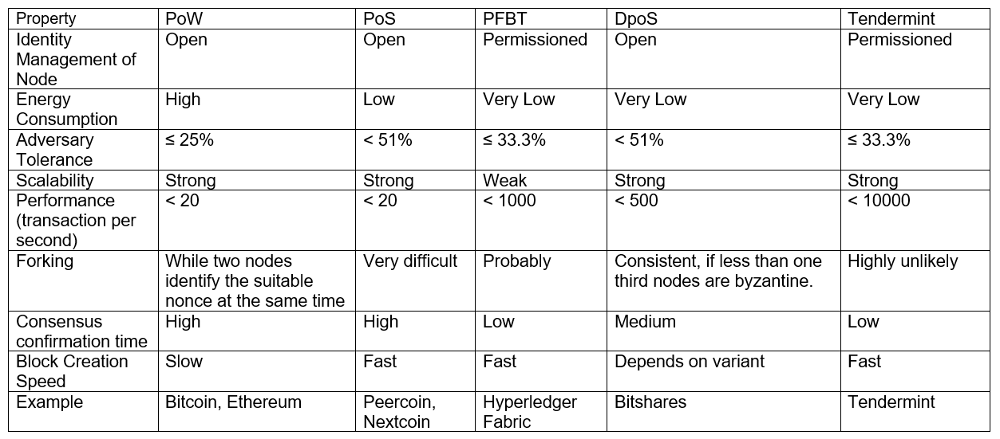 Property PoW PoS PFBT DpoS Tendermint
Identity Open Open Permissioned Open Permissioned
Management of
Node
Energy High Low Very Low Very Low Very Low
Consumption
Adversary ≤ 25% < 51% ≤ 33.3% < 51% ≤ 33.3%
Tolerance
Scalability Strong Strong Weak Strong Strong
Performance < 20 < 20 < 1000 < 500 < 10000
(transaction per
second)
Forking While two nodes Very difficult Probably Consistent, if less than one Highly unlikely
identify the suitable third nodes are byzantine.
nonce at the same time
Consensus High High Low Medium Low
confirmation time
Block Creation Slow Fast Fast Depends on variant Fast
Speed
Example Bitcoin, Ethereum Peercoin, Hyperledger Bitshares Tendermint
Nextcoin Fabric